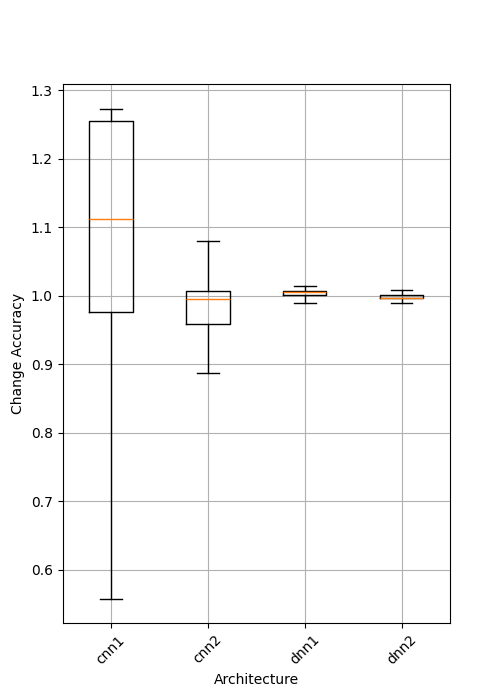 1.3
1.2
1.1
1.0
0.9
0.8
0.7
0.6
Change Accuracy
cnn1
cnn2
dnn1
dnn2
Architecture